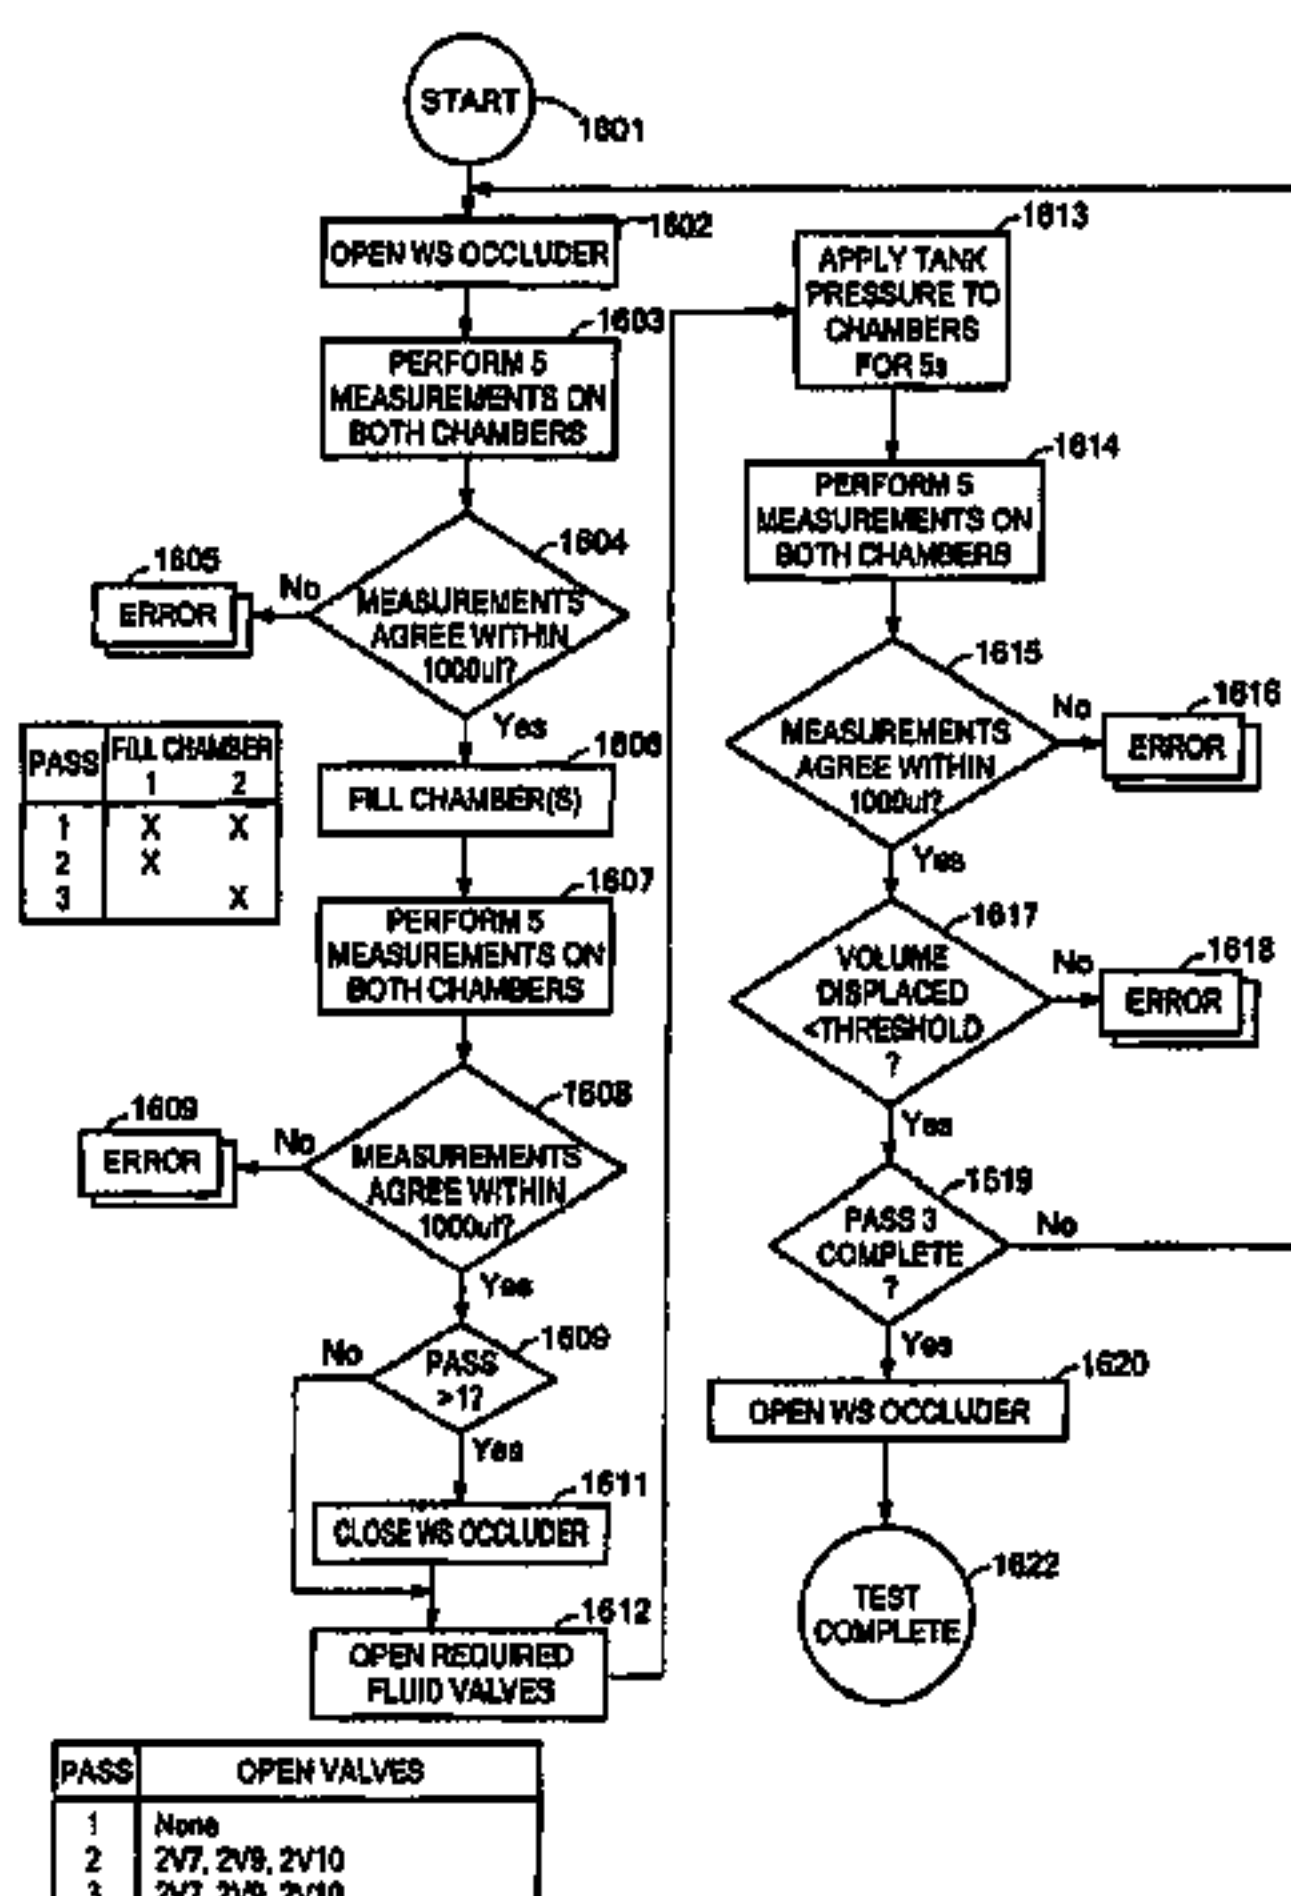 START
1601
OPEN WS OCCLUDER
1602
PERFORM 5
MEASUREMENTS ON
BOTH CHAMBERS
1603
MEASUREMENTS
AGREE WITHIN
1000ul?
1604
No
ERROR
1605
Yes
PASS FILL CHAMBER
1 2
1 X X
2 X
3 X
FILL CHAMBER(S)
1606
PERFORM 5
MEASUREMENTS ON
BOTH CHAMBERS
1607
MEASUREMENTS
AGREE WITHIN
1000ul?
1608
No
ERROR
1609
Yes
PASS
>1?
1609
No
Yes
CLOSE WS OCCLUDER
1611
OPEN REQUIRED
FLUID VALVES
1612
PASS OPEN VALVES
1 None
2 2V7, 2V9, 2V10
3 2V7, 2V9, 2V10
APPLY TANK
PRESSURE TO
CHAMBERS
FOR 5s
1613
PERFORM 5
MEASUREMENTS ON
BOTH CHAMBERS
1614
MEASUREMENTS
AGREE WITHIN
1000ul?
1615
No
ERROR
1616
Yes
VOLUME
DISPLACED
<THRESHOLD
?
1617
No
ERROR
1618
Yes
PASS 3
COMPLETE
?
1619
No
Yes
OPEN WS OCCLUDER
1620
TEST
COMPLETE
1622